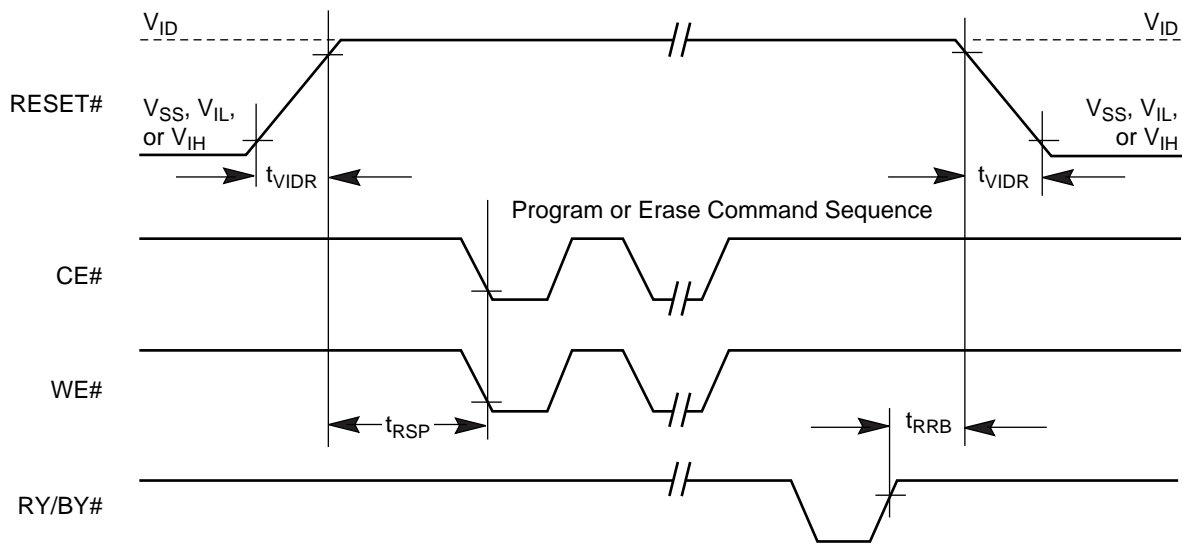 V_ID
V_ID
RESET#
V_SS, V_IL,
or V_IH
V_SS, V_IL,
or V_IH
t_VIDR
t_VIDR
Program or Erase Command Sequence
CE#
WE#
t_RSP
t_RRB
RY/BY#